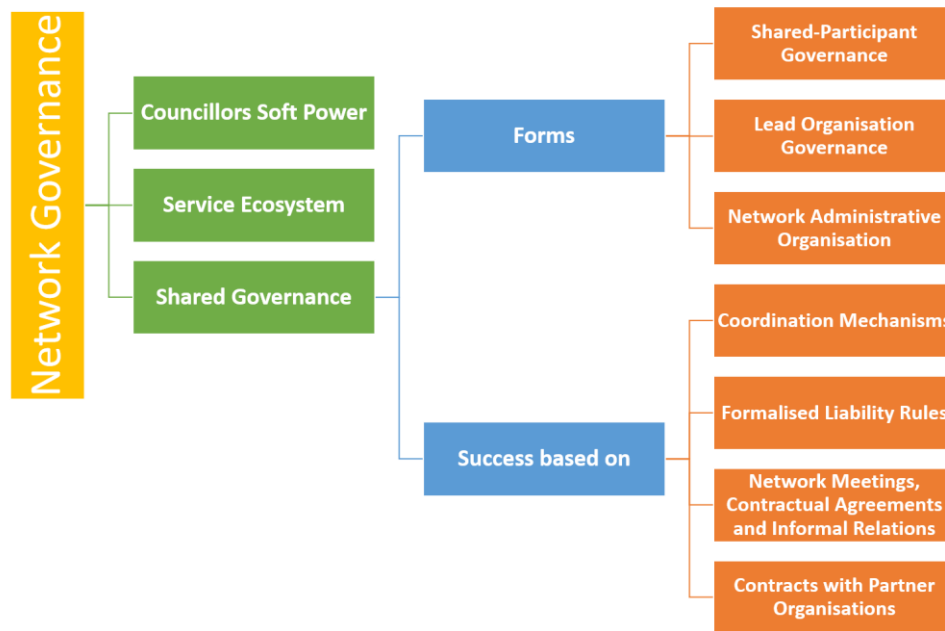 Network Governance
Councillors Soft Power
Service Ecosystem
Shared Governance
Forms
Success based on
Shared-Participant
Governance
Lead Organisation
Governance
Network Administrative
Organisation
Coordination Mechanisms
Formalised Liability Rules
Network Meetings,
Contractual Agreements
and Informal Relations
Contracts with Partner
Organisations